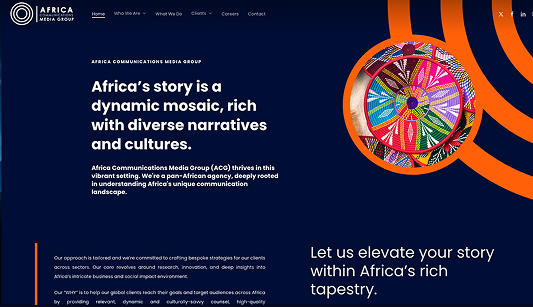 AFRICA
COMMUNICATIONS
MEDIA GROUP
Home Who We Are What We Do Clients Careers Contact
AFRICA COMMUNICATIONS MEDIA GROUP
Africa's story is a
dynamic mosaic, rich
with diverse narratives
and cultures.
Africa Communications Media Group (ACG) thrives in this
vibrant setting. We're a pan-African agency, deeply rooted
in understanding Africa's unique communication
landscape.
Our approach is tailored and we're committed to crafting bespoke strategies for our clients
across sectors. Our core revolves around research, innovation, and deep insights into
Africa's intricate business and social impact environment.
Our "WHY" is to help our global clients reach their goals and target audiences across Africa
by providing relevant, dynamic and culturally-savvy counsel, high-quality
Let us elevate your story
within Africa's rich
tapestry.